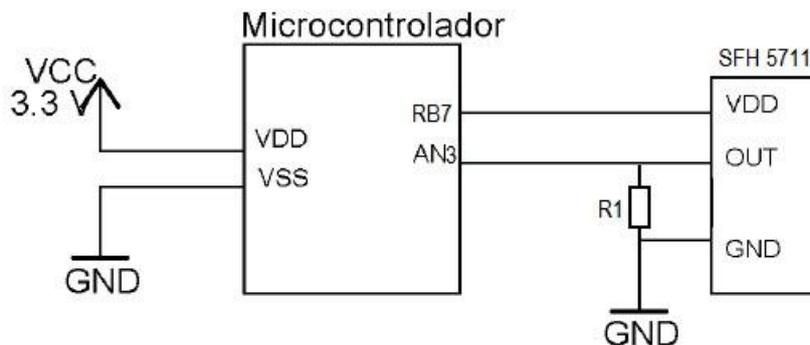 Microcontrolador
VCC
3.3 V
VDD
VSS
GND
RB7
AN3
R1
GND
SFH 5711
VDD
OUT
GND